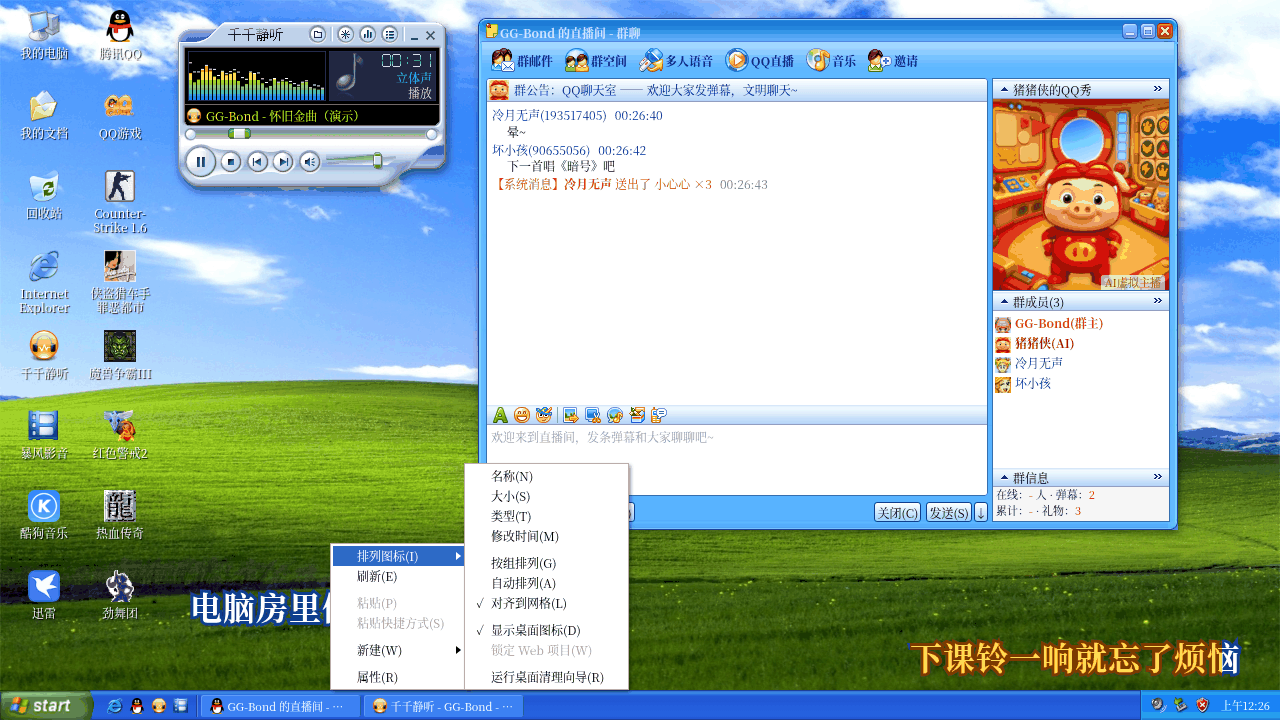 我的电脑
腾讯QQ
我的文档
QQ游戏
回收站
Counter-
Strike 1.6
Internet
Explorer
侠盗猎车手
罪恶都市
千千静听
魔兽争霸III
暴风影音
红色警戒2
酷狗音乐
热血传奇
迅雷
劲舞团
千千静听
00:31
立体声
播放
GG-Bond - 怀旧金曲（演示）
GG-Bond 的直播间 - 群聊
群邮件
群空间
多人语音
QQ直播
音乐
邀请
群公告：QQ聊天室 —— 欢迎大家发弹幕，文明聊天~
冷月无声(193517405) 00:26:40
晕~
坏小孩(90655056) 00:26:42
下一首唱《暗号》吧
【系统消息】冷月无声 送出了 小心心 ×3 00:26:43
欢迎来到直播间，发条弹幕和大家聊聊吧~
关闭(C)
发送(S)
↓
猪猪侠的QQ秀
AI虚拟主播
群成员(3)
GG-Bond(群主)
猪猪侠(AI)
冷月无声
坏小孩
群信息
在线：- 人 · 弹幕：2
累计：- · 礼物：3
排列图标(I)
刷新(E)
粘贴(P)
粘贴快捷方式(S)
新建(W)
属性(R)
名称(N)
大小(S)
类型(T)
修改时间(M)
按组排列(G)
自动排列(A)
✓ 对齐到网格(L)
✓ 显示桌面图标(D)
锁定 Web 项目(W)
运行桌面清理向导(R)
电脑房里
下课铃一响就忘了烦恼
start
GG-Bond 的直播间 - ···
千千静听 - GG-Bond - ···
上午12:26